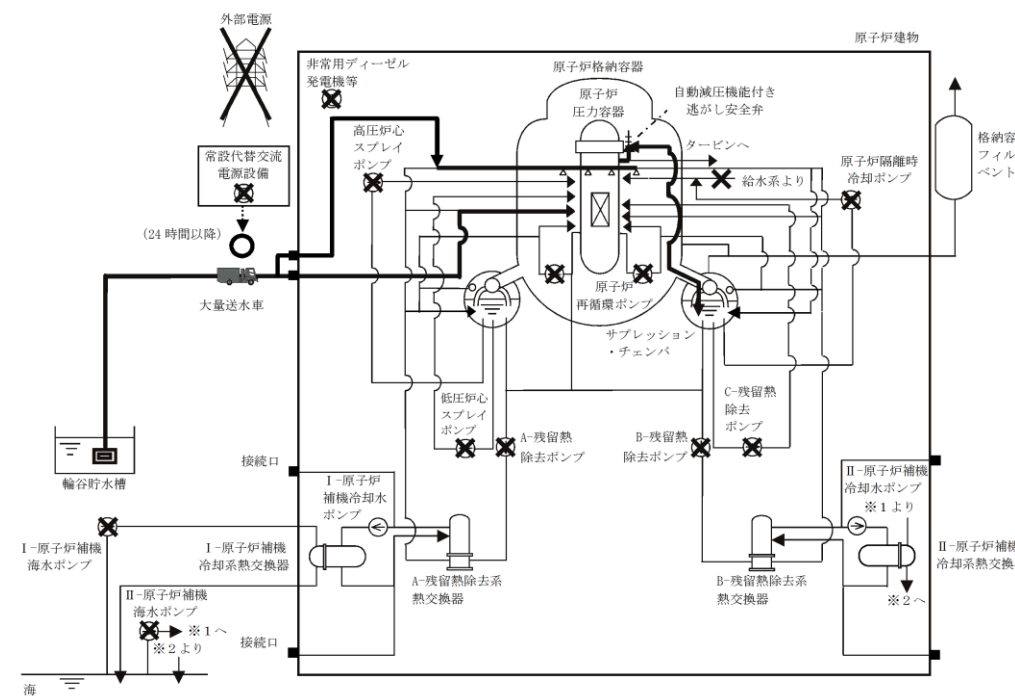 外部電源
原子炉建物
非常用ディーゼル
発電機等
原子炉格納容器
原子炉
圧力容器
自動減圧機能付き
逃がし安全弁
高圧炉心
スプレイ
ポンプ
タービンへ
給水系より
原子炉隔離時
冷却ポンプ
格納容
フィル
ベント
常設代替交流
電源設備
(24時間以降)
大量送水車
原子炉
再循環ポンプ
サプレッション
・チェンバ
低圧炉心
スプレイ
ポンプ
A-残留熱
除去ポンプ
B-残留熱
除去ポンプ
C-残留熱
除去
ポンプ
輪谷貯水槽
接続口
Ⅰ-原子炉
補機冷却水
ポンプ
Ⅱ-原子炉補機
冷却水ポンプ
※1より
Ⅰ-原子炉補機
海水ポンプ
Ⅰ-原子炉補機
冷却系熱交換器
A-残留熱除去系
熱交換器
B-残留熱除去系
熱交換器
Ⅱ-原子炉補機
冷却系熱交換
※2へ
Ⅱ-原子炉補機
海水ポンプ
※1へ
※2より
接続口
海